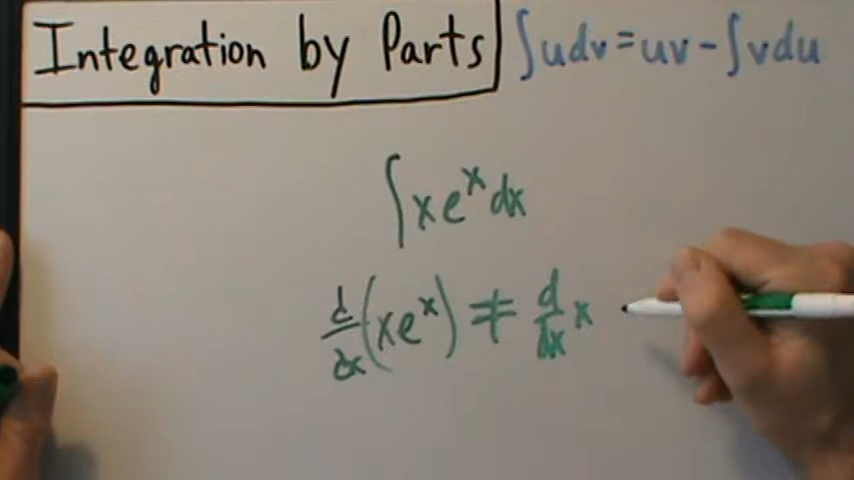 Integration by Parts ∫udv=uv-∫vdu
∫xe^x dx
d/dx(xe^x) ≠ d/dx x